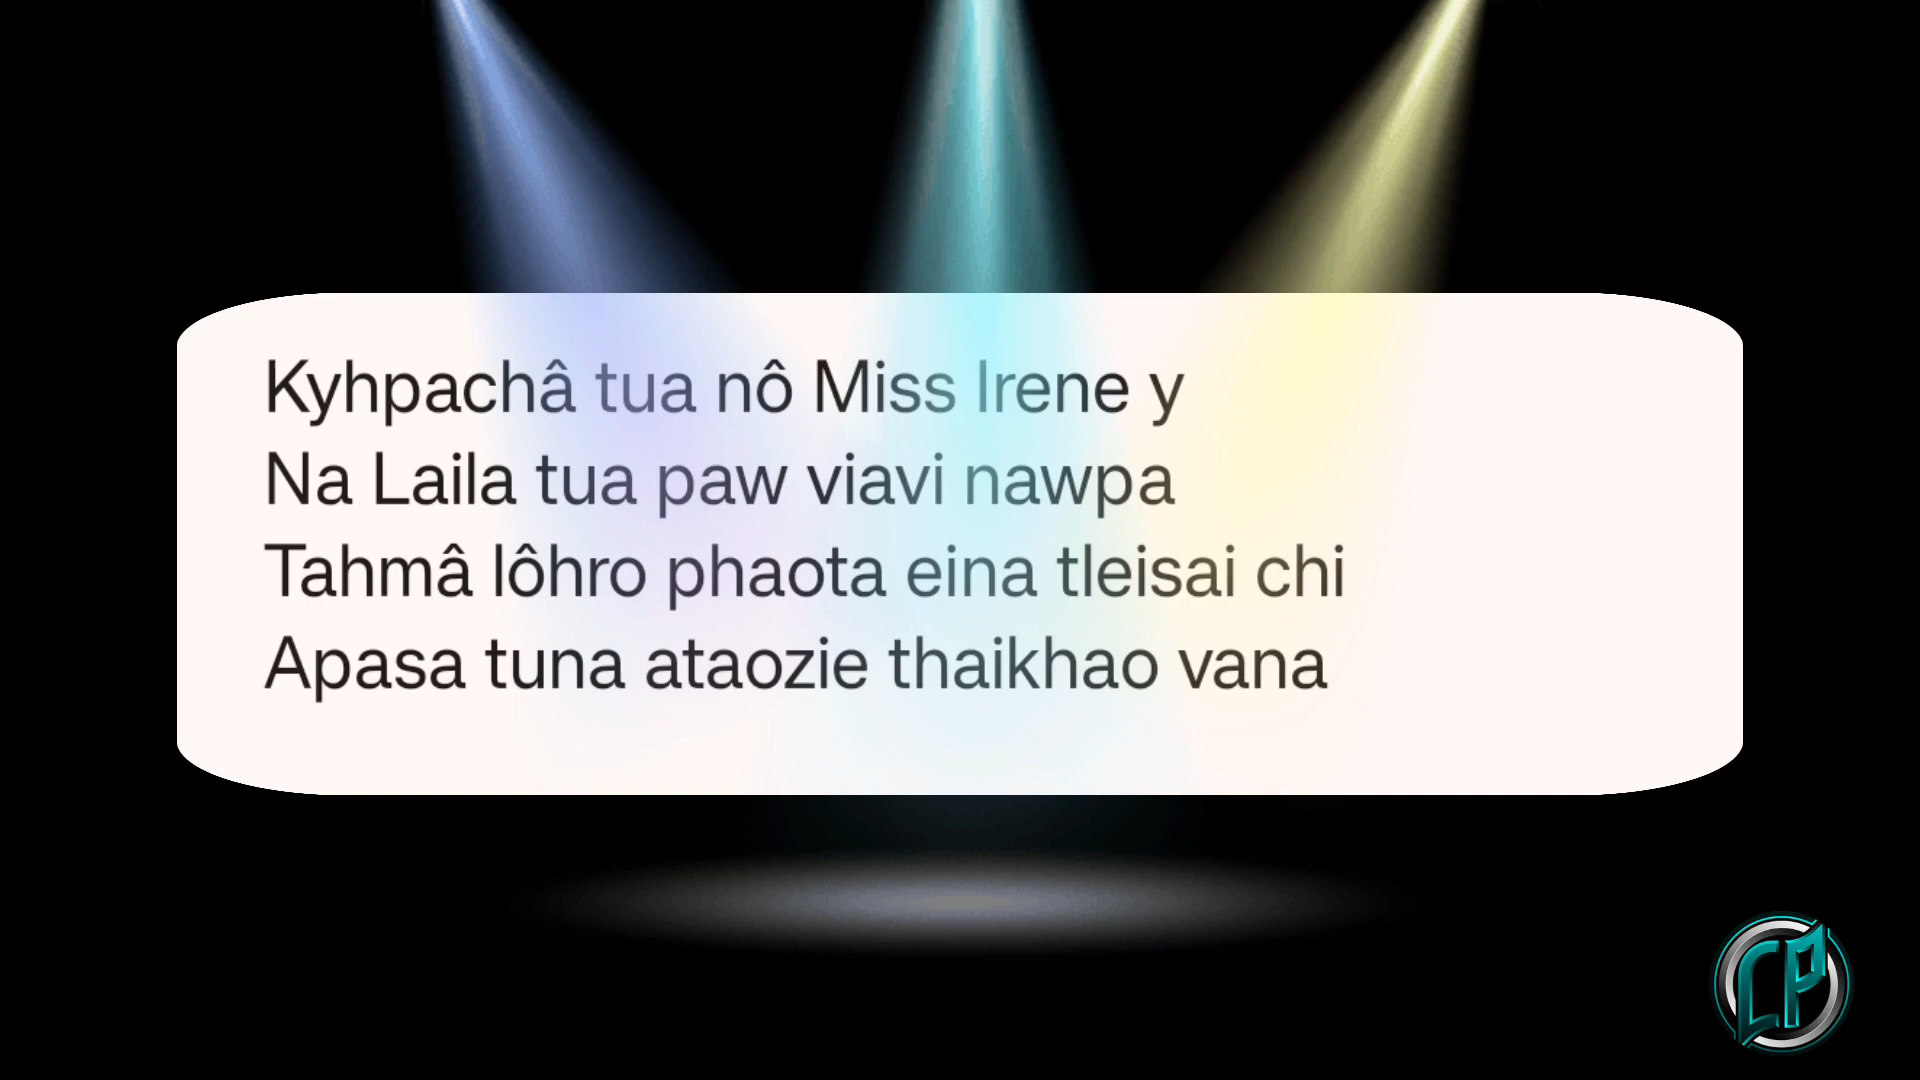 Kyhpachâ tua nô Miss Irene y
Na Laila tua paw viavi nawpa
Tahmâ lôhro phaota eina tleisai chi
Apasa tuna ataozie thaikhao vana
CP